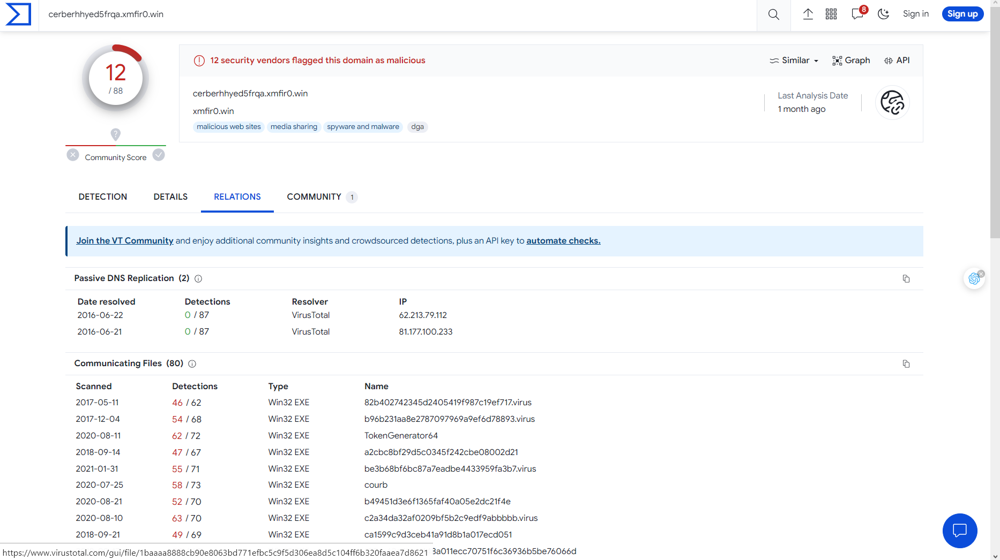 cerberhhyed5frqa.xmfir0.win
8
Sign in
Sign up
12
/ 88
Community Score
12 security vendors flagged this domain as malicious
Similar
Graph
API
cerberhhyed5frqa.xmfir0.win
xmfir0.win
malicious web sites
media sharing
spyware and malware
dga
Last Analysis Date
1 month ago
DETECTION
DETAILS
RELATIONS
COMMUNITY 1
Join the VT Community and enjoy additional community insights and crowdsourced detections, plus an API key to automate checks.
Passive DNS Replication (2)
Date resolved Detections Resolver IP
2016-06-22 0 / 87 VirusTotal 62.213.79.112
2016-06-21 0 / 87 VirusTotal 81.177.100.233
Communicating Files (80)
Scanned Detections Type Name
2017-05-11 46 / 62 Win32 EXE 82b402742345d2405419f987c19ef717.virus
2017-12-04 54 / 68 Win32 EXE b96b231aa8e2787097969a9ef6d78893.virus
2020-08-11 62 / 72 Win32 EXE TokenGenerator64
2018-09-14 47 / 67 Win32 EXE a2cbc8bf29d5c0345f242cbe08002d21
2021-01-31 55 / 71 Win32 EXE be3b68bf6bc87a7eadbe4433959fa3b7.virus
2020-07-25 58 / 73 Win32 EXE courb
2020-08-21 52 / 70 Win32 EXE b49451d3e6f1365faf40a05e2dc21f4e
2020-08-10 63 / 70 Win32 EXE c2a34da32af0209bf5b2c9edf9abbbbb.virus
2018-09-21 49 / 69 Win32 EXE ca1599c9d3ceb41a91d8b1a017ecd051
https://www.virustotal.com/gui/file/1baaaa8888cb90e8063bd771efbc5c9f5d306ea8d5c104ff6b320faaea7d8621 8a011ecc70751f6c36936b5be76066d